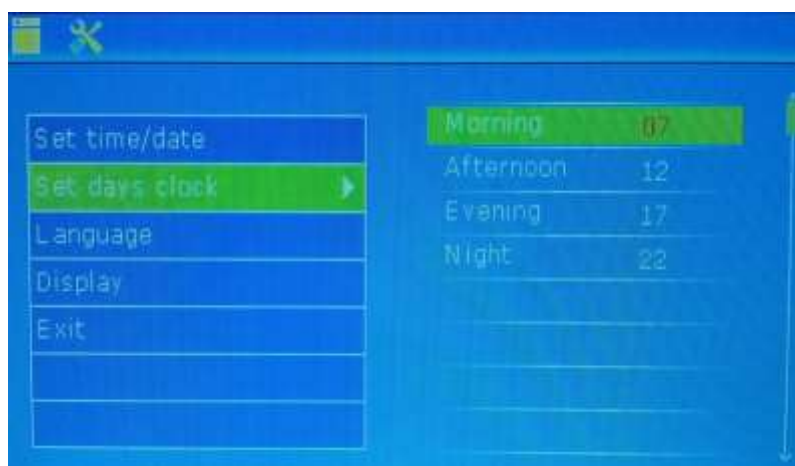 Set time/date
Set days clock
Language
Display
Exit
Morning 07
Afternoon 12
Evening 17
Night 22